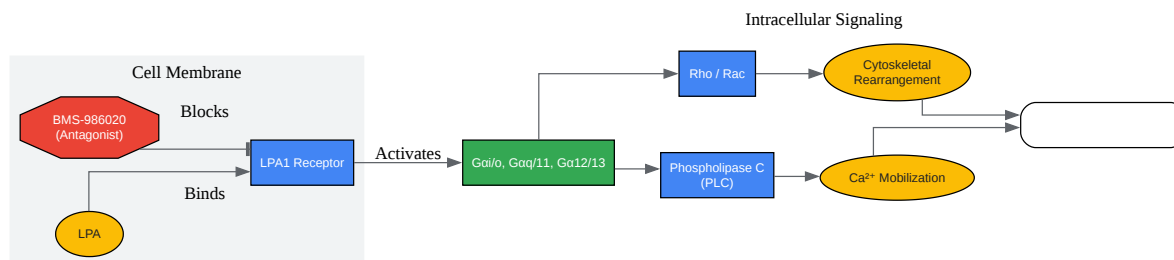 Intracellular Signaling
Cell Membrane
BMS-986020
(Antagonist)
Blocks
LPA1 Receptor
Binds
LPA
Activates
Gαi/o, Gαq/11, Gα12/13
Rho / Rac
Cytoskeletal
Rearrangement
Phospholipase C
(PLC)
Ca²⁺ Mobilization